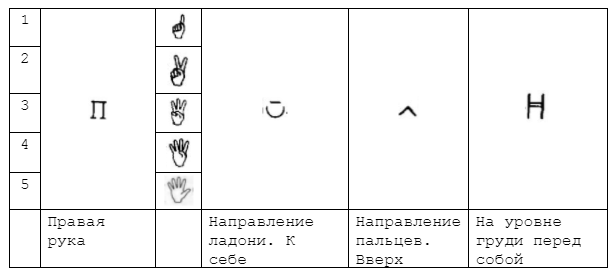 1
2
3
4
5
П
Н
Правая
рука
Направление
ладони. К
себе
Направление
пальцев.
Вверх
На уровне
груди перед
собой